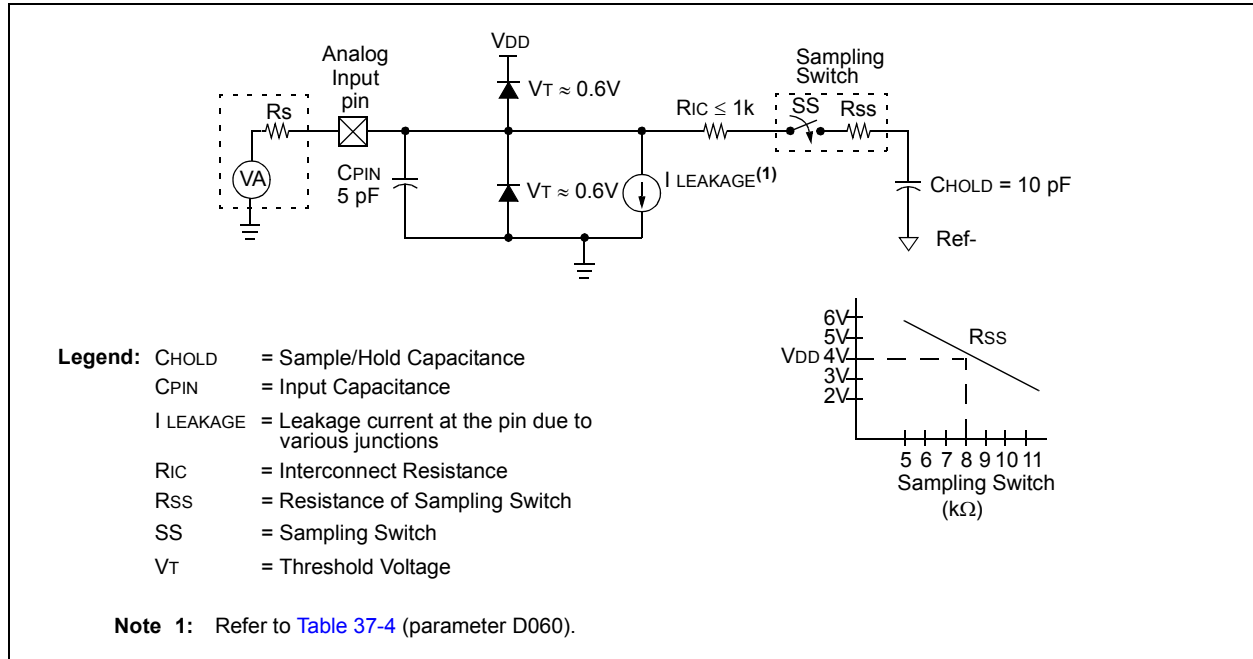 VDD
Analog
Input
pin
Sampling
Switch
VT ≈ 0.6V
RIC ≤ 1k
SS
Rss
Rs
VA
CPIN
5 pF
VT ≈ 0.6V
I LEAKAGE(1)
CHOLD = 10 pF
Ref-
6V
5V
VDD 4V
3V
2V
RSS
5 6 7 8 9 10 11
Sampling Switch
(kΩ)
Legend: CHOLD = Sample/Hold Capacitance
CPIN = Input Capacitance
I LEAKAGE = Leakage current at the pin due to
various junctions
RIC = Interconnect Resistance
RSS = Resistance of Sampling Switch
SS = Sampling Switch
VT = Threshold Voltage
Note 1: Refer to Table 37-4 (parameter D060).